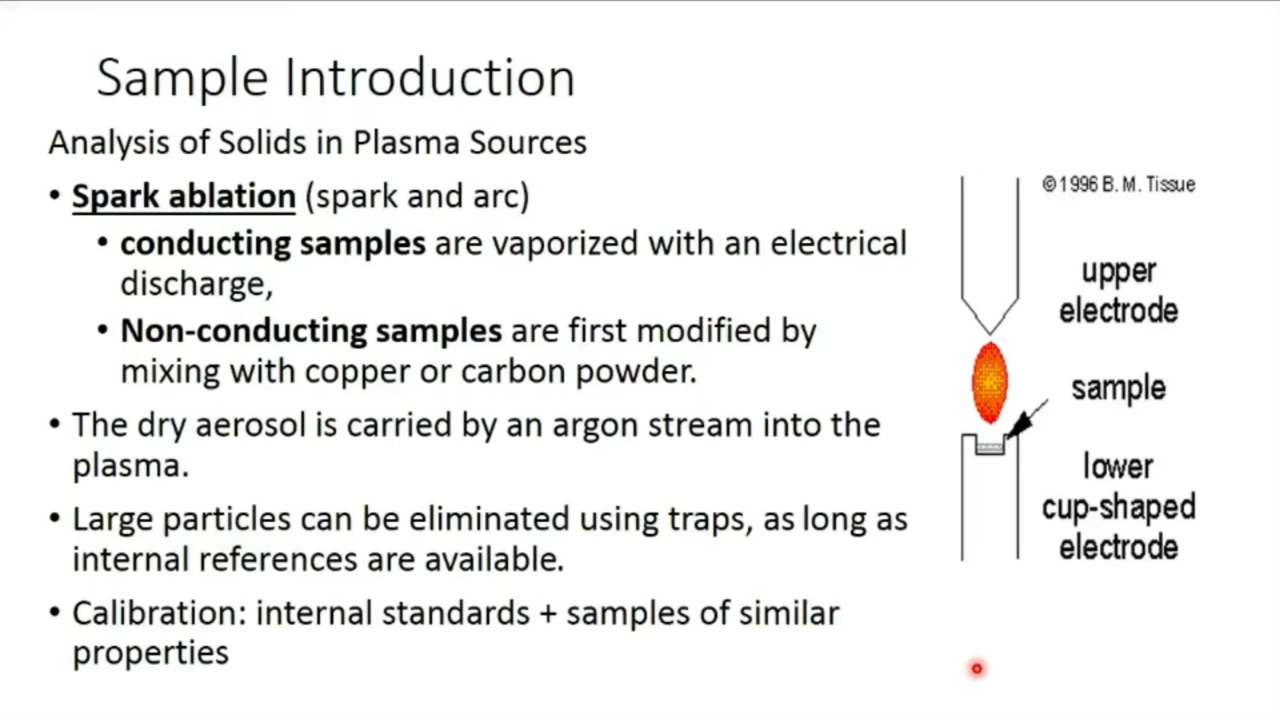 Sample Introduction
Analysis of Solids in Plasma Sources
• Spark ablation (spark and arc)
• conducting samples are vaporized with an electrical
discharge,
• Non-conducting samples are first modified by
mixing with copper or carbon powder.
• The dry aerosol is carried by an argon stream into the
plasma.
• Large particles can be eliminated using traps, as long as
internal references are available.
• Calibration: internal standards + samples of similar
properties
©1996 B. M. Tissue
upper
electrode
sample
lower
cup-shaped
electrode